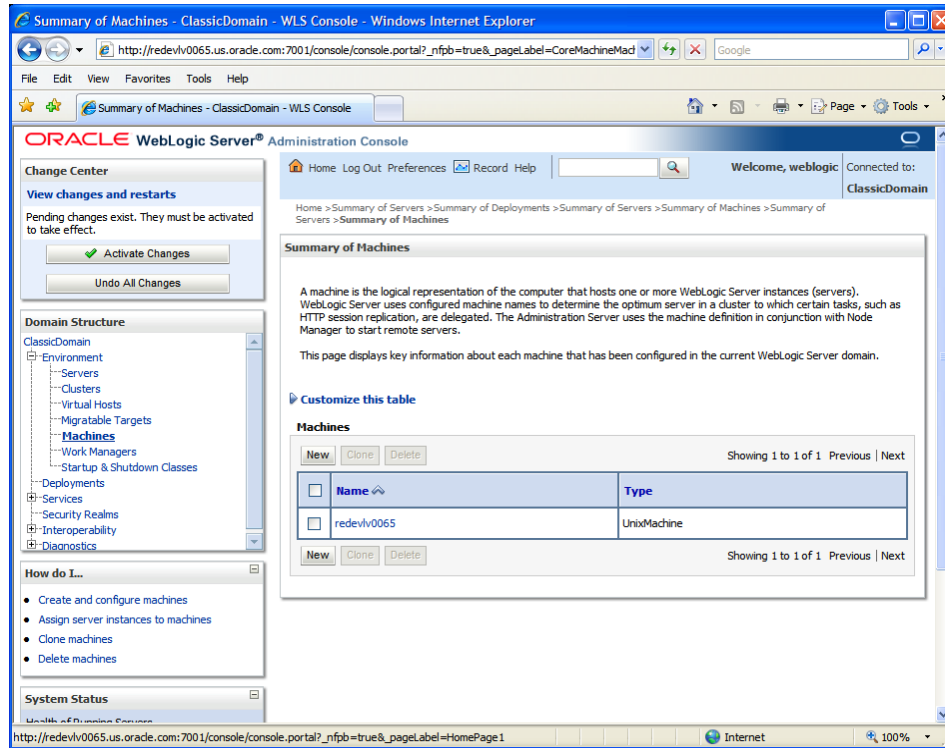 Summary of Machines - ClassicDomain - WLS Console - Windows Internet Explorer
http://redevlv0065.us.oracle.com:7001/console/console.portal?_nfpb=true&_pageLabel=CoreMachineMach
Google
File Edit View Favorites Tools Help
Summary of Machines - ClassicDomain - WLS Console
Page Tools
ORACLE WebLogic Server® Administration Console
Change Center
View changes and restarts
Pending changes exist. They must be activated
to take effect.
Activate Changes
Undo All Changes
Domain Structure
ClassicDomain
Environment
Servers
Clusters
Virtual Hosts
Migratable Targets
Machines
Work Managers
Startup & Shutdown Classes
Deployments
Services
Security Realms
Interoperability
Diagnostics
How do I...
Create and configure machines
Assign server instances to machines
Clone machines
Delete machines
System Status
Health of Running Servers
Home Log Out Preferences Record Help
Welcome, weblogic
Connected to:
ClassicDomain
Home >Summary of Servers >Summary of Deployments >Summary of Servers >Summary of Machines >Summary of
Servers >Summary of Machines
Summary of Machines
A machine is the logical representation of the computer that hosts one or more WebLogic Server instances (servers).
WebLogic Server uses configured machine names to determine the optimum server in a cluster to which certain tasks, such as
HTTP session replication, are delegated. The Administration Server uses the machine definition in conjunction with Node
Manager to start remote servers.
This page displays key information about each machine that has been configured in the current WebLogic Server domain.
Customize this table
Machines
New Clone Delete
Showing 1 to 1 of 1 Previous | Next
Name Type
redevlv0065 UnixMachine
New Clone Delete
Showing 1 to 1 of 1 Previous | Next
http://redevlv0065.us.oracle.com:7001/console/console.portal?_nfpb=true&_pageLabel=HomePage1
Internet
100%